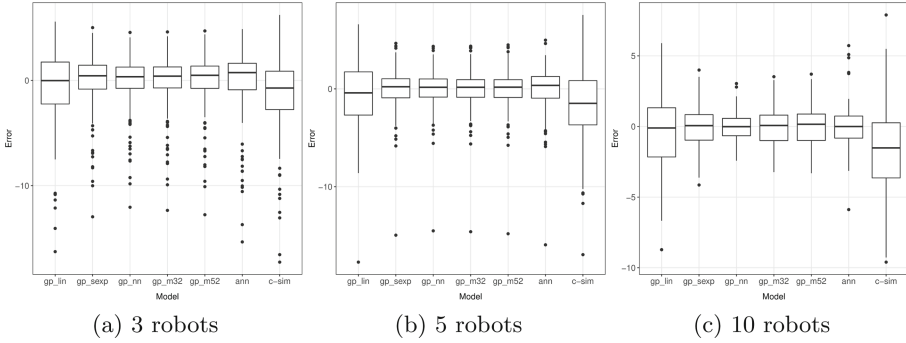 Error
0
−10
gp_lin gp_sexp gp_nn gp_m32 gp_m52 ann c-sim
Model
(a) 3 robots
Error
0
−10
gp_lin gp_sexp gp_nn gp_m32 gp_m52 ann c-sim
Model
(b) 5 robots
Error
5
0
−5
−10
gp_lin gp_sexp gp_nn gp_m32 gp_m52 ann c-sim
Model
(c) 10 robots